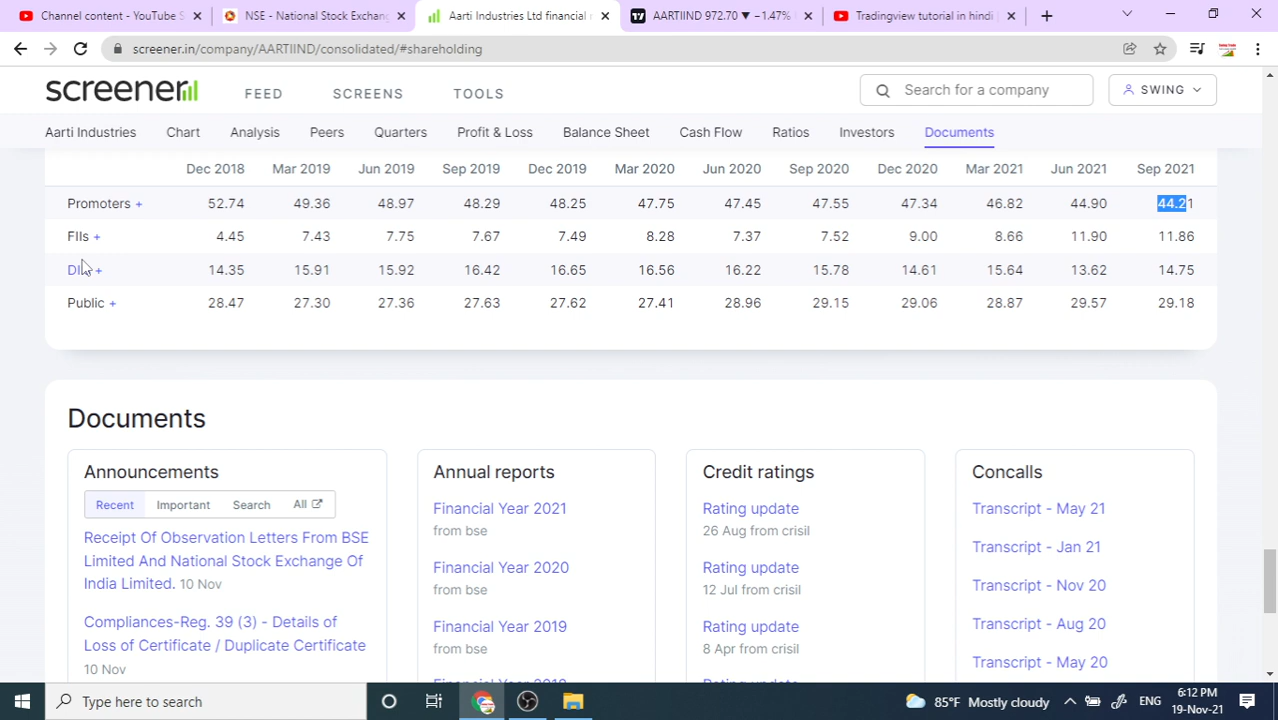 Channel content - YouTube S
NSE - National Stock Exchang
Aarti Industries Ltd financial r
AARTIIND 972.70 ▼ −1.47% U
Tradingview tutorial in hindi |
screener.in/company/AARTIIND/consolidated/#shareholding
screener
FEED SCREENS TOOLS
Search for a company
SWING
Aarti Industries Chart Analysis Peers Quarters Profit & Loss Balance Sheet Cash Flow Ratios Investors Documents
Dec 2018 Mar 2019 Jun 2019 Sep 2019 Dec 2019 Mar 2020 Jun 2020 Sep 2020 Dec 2020 Mar 2021 Jun 2021 Sep 2021
Promoters + 52.74 49.36 48.97 48.29 48.25 47.75 47.45 47.55 47.34 46.82 44.90 44.21
FIIs + 4.45 7.43 7.75 7.67 7.49 8.28 7.37 7.52 9.00 8.66 11.90 11.86
+ 14.35 15.91 15.92 16.42 16.65 16.56 16.22 15.78 14.61 15.64 13.62 14.75
Public + 28.47 27.30 27.36 27.63 27.62 27.41 28.96 29.15 29.06 28.87 29.57 29.18
Documents
Announcements
Recent Important Search All
Receipt Of Observation Letters From BSE
Limited And National Stock Exchange Of
India Limited. 10 Nov
Compliances-Reg. 39 (3) - Details of
Loss of Certificate / Duplicate Certificate
10 Nov
Annual reports
Financial Year 2021
from bse
Financial Year 2020
from bse
Financial Year 2019
from bse
Credit ratings
Rating update
26 Aug from crisil
Rating update
12 Jul from crisil
Rating update
8 Apr from crisil
Concalls
Transcript - May 21
Transcript - Jan 21
Transcript - Nov 20
Transcript - Aug 20
Transcript - May 20
Type here to search
85°F Mostly cloudy
ENG
6:12 PM
19-Nov-21